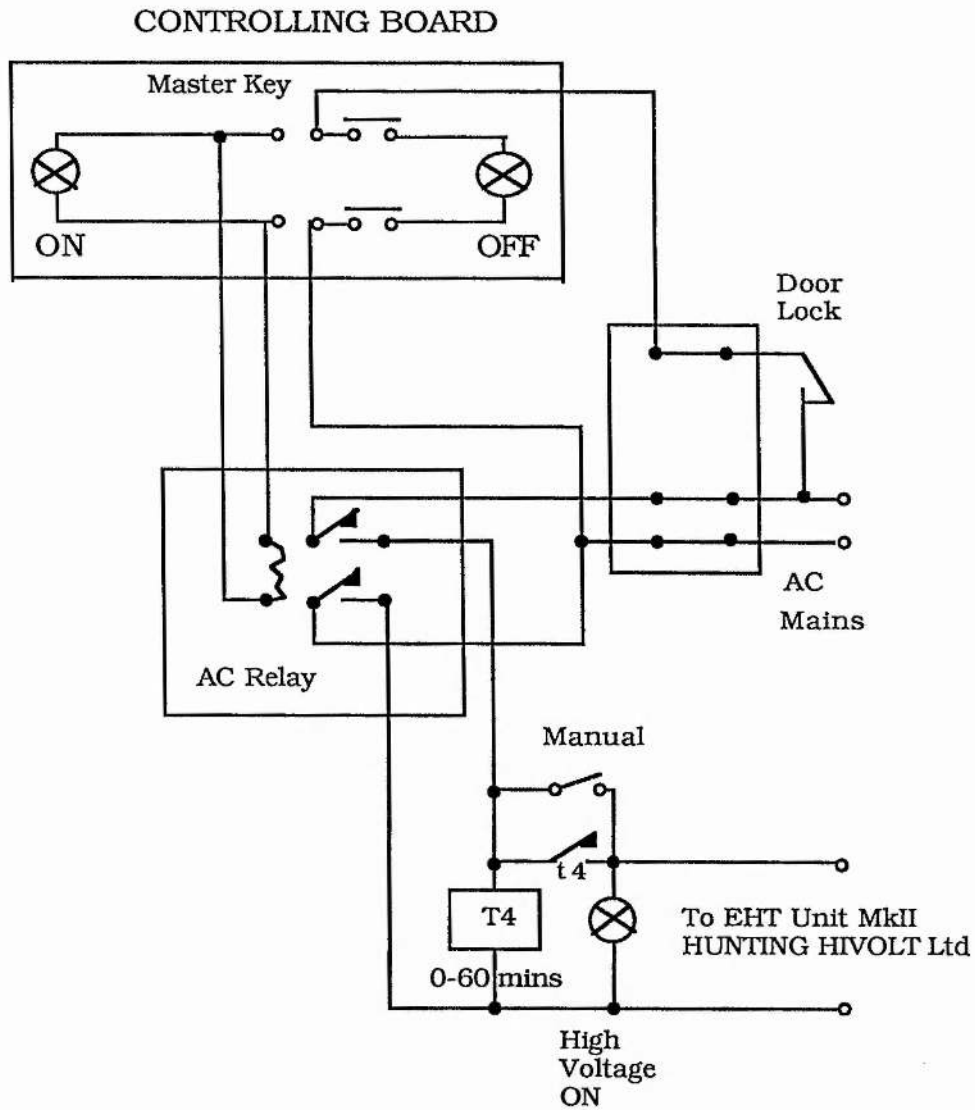 CONTROLLING BOARD
Master Key
ON
OFF
Door
Lock
AC
Mains
AC Relay
Manual
t4
T4
0-60 mins
To EHT Unit MkII
HUNTING HIVOLT Ltd
High
Voltage
ON